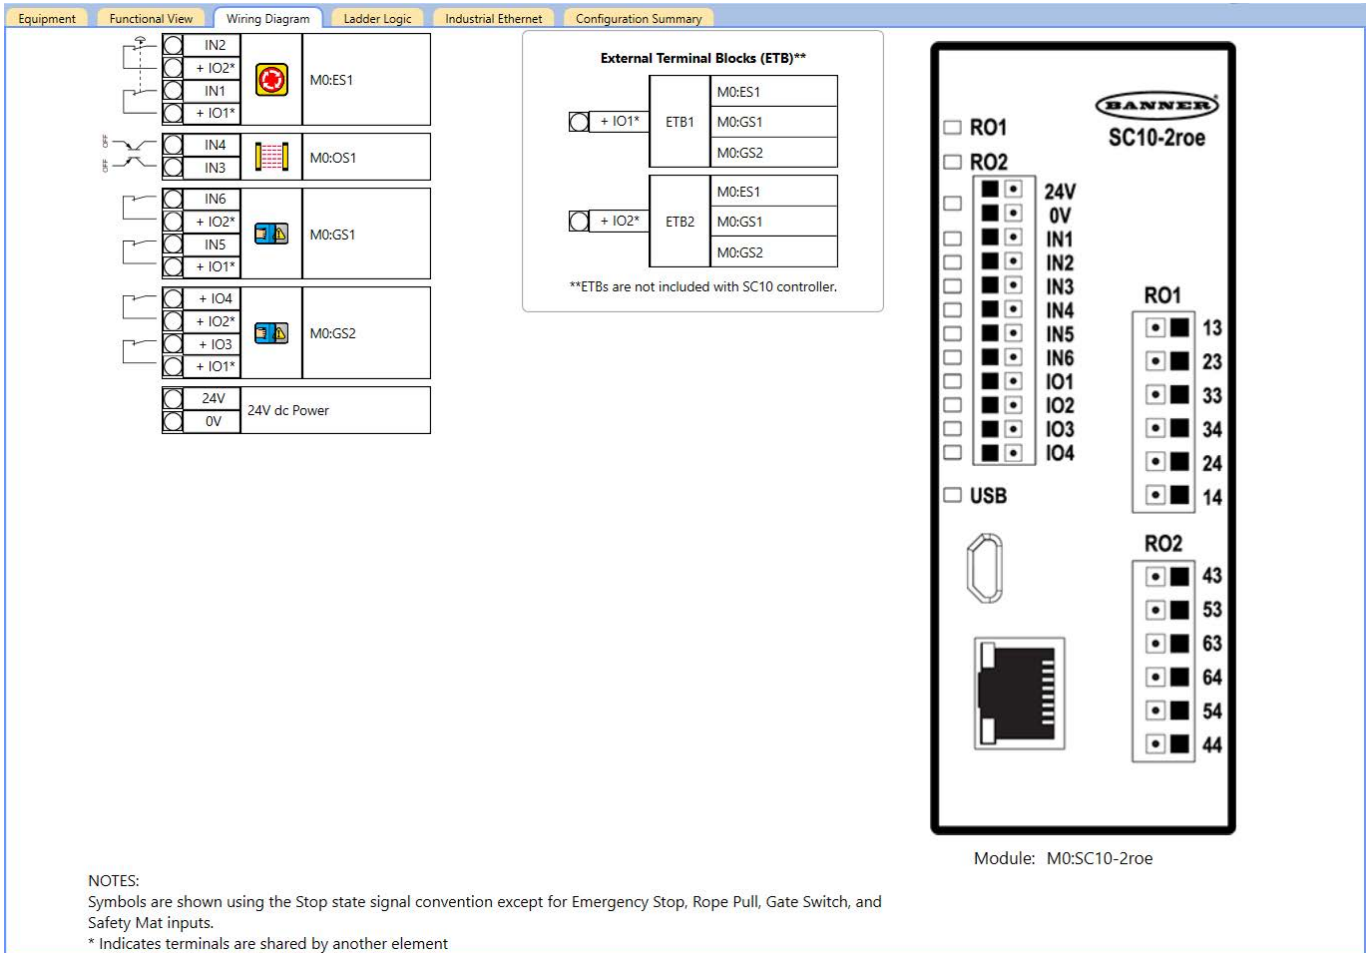 Equipment
Functional View
Wiring Diagram
Ladder Logic
Industrial Ethernet
Configuration Summary
IN2
+ IO2*
IN1
+ IO1*
M0:ES1
OFF
OFF
IN4
IN3
M0:OS1
IN6
+ IO2*
IN5
+ IO1*
M0:GS1
+ IO4
+ IO2*
+ IO3
+ IO1*
M0:GS2
24V
0V
24V dc Power
External Terminal Blocks (ETB)**
+ IO1*
ETB1
M0:ES1
M0:GS1
M0:GS2
+ IO2*
ETB2
M0:ES1
M0:GS1
M0:GS2
**ETBs are not included with SC10 controller.
BANNER
SC10-2roe
RO1
RO2
24V
0V
IN1
IN2
IN3
IN4
IN5
IN6
IO1
IO2
IO3
IO4
USB
RO1
13
23
33
34
24
14
RO2
43
53
63
64
54
44
Module: M0:SC10-2roe
NOTES:
Symbols are shown using the Stop state signal convention except for Emergency Stop, Rope Pull, Gate Switch, and
Safety Mat inputs.
* Indicates terminals are shared by another element